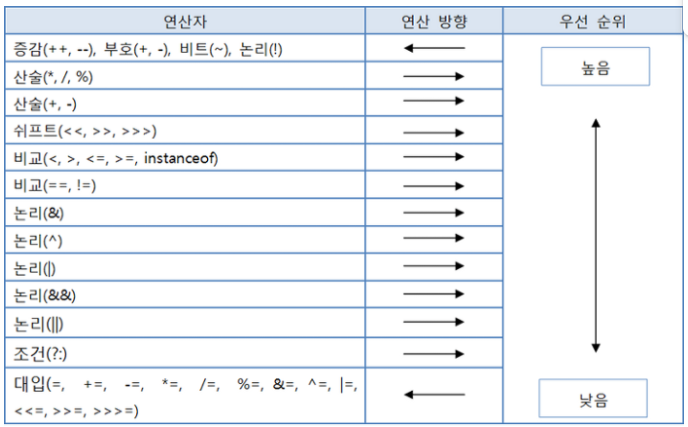 연산자 연산 방향 우선 순위
증감(++, --), 부호(+, -), 비트(~), 논리(!)
높음
산술(*, /, %)
산술(+, -)
쉬프트(<<, >>, >>>)
비교(<, >, <=, >=, instanceof)
비교(==, !=)
논리(&)
논리(^)
논리(|)
논리(&&)
논리(||)
조건(?:)
대입(=, +=, -=, *=, /=, %=, &=, ^=, |=,
<<=, >>=, >>>=)
낮음